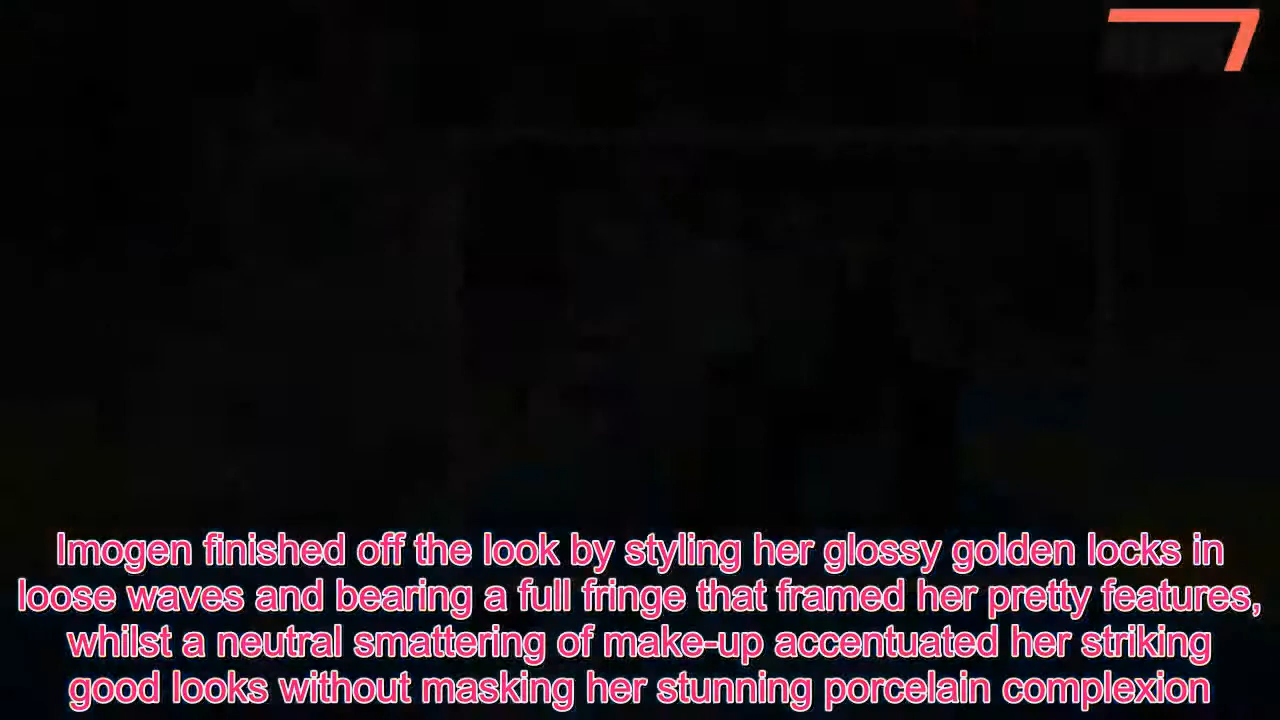 Imogen finished off the look by styling her glossy golden locks in
loose waves and bearing a full fringe that framed her pretty features,
whilst a neutral smattering of make-up accentuated her striking
good looks without masking her stunning porcelain complexion